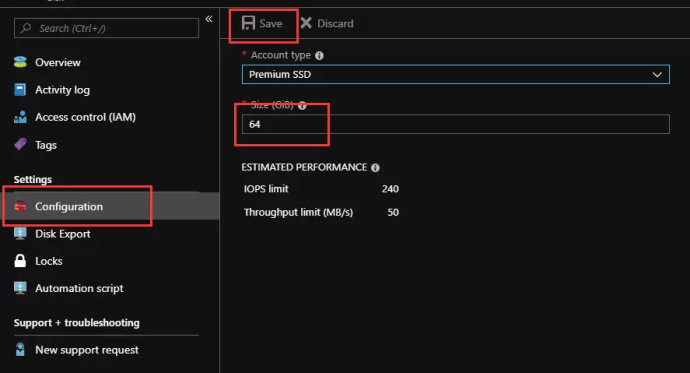 «
Search (Ctrl+/)
Overview
Activity log
Access control (IAM)
Tags
Settings
Configuration
Disk Export
Locks
Automation script
Support + troubleshooting
New support request
Save Discard
* Account type
Premium SSD
* Size (GiB)
64
ESTIMATED PERFORMANCE
IOPS limit 240
Throughput limit (MB/s) 50